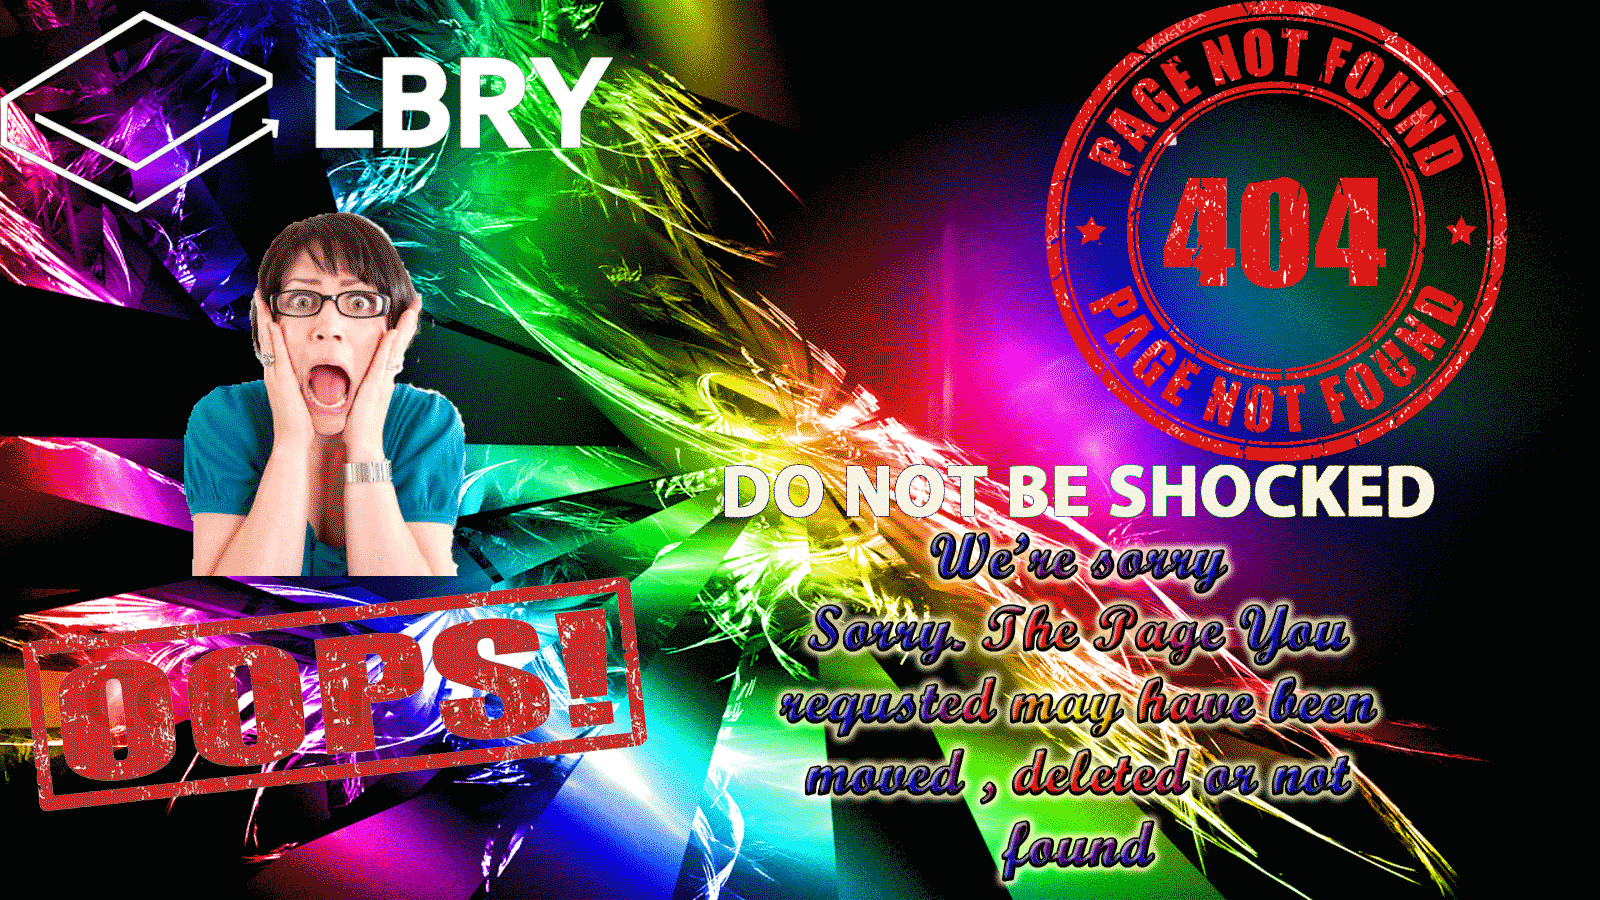 LBRY
PAGE NOT FOUND
404
PAGE NOT FOUND
DO NOT BE SHOCKED
We're sorry
Sorry. The Page You
requsted may have been
moved , deleted or not
found
OOPS!